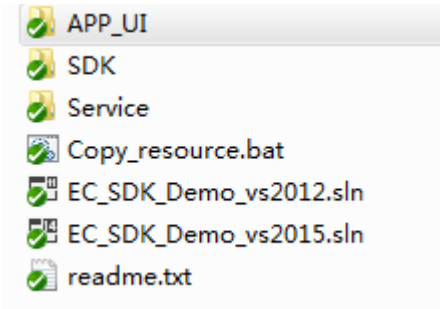 APP_UI
SDK
Service
Copy_resource.bat
EC_SDK_Demo_vs2012.sln
EC_SDK_Demo_vs2015.sln
readme.txt